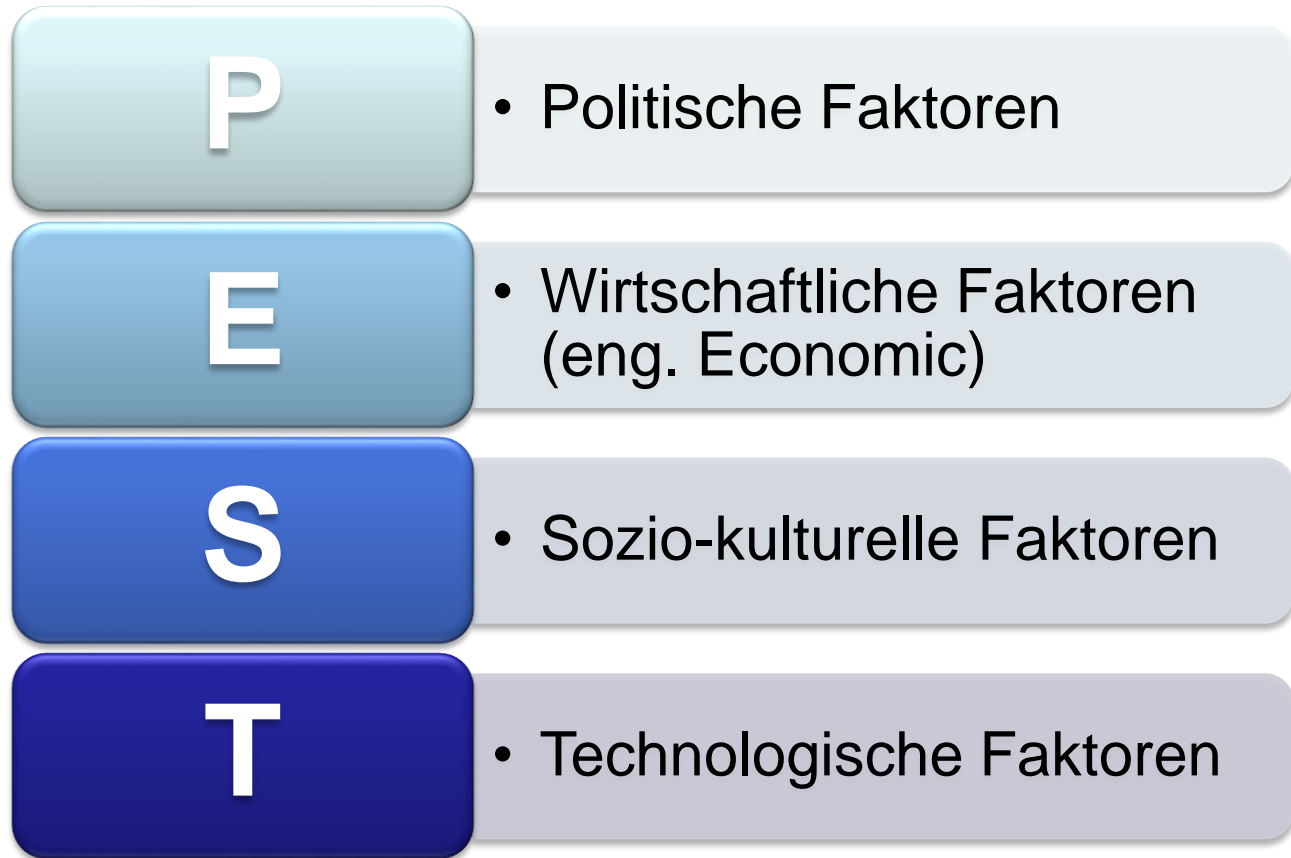 P
• Politische Faktoren
E
• Wirtschaftliche Faktoren
(eng. Economic)
S
• Sozio-kulturelle Faktoren
T
• Technologische Faktoren